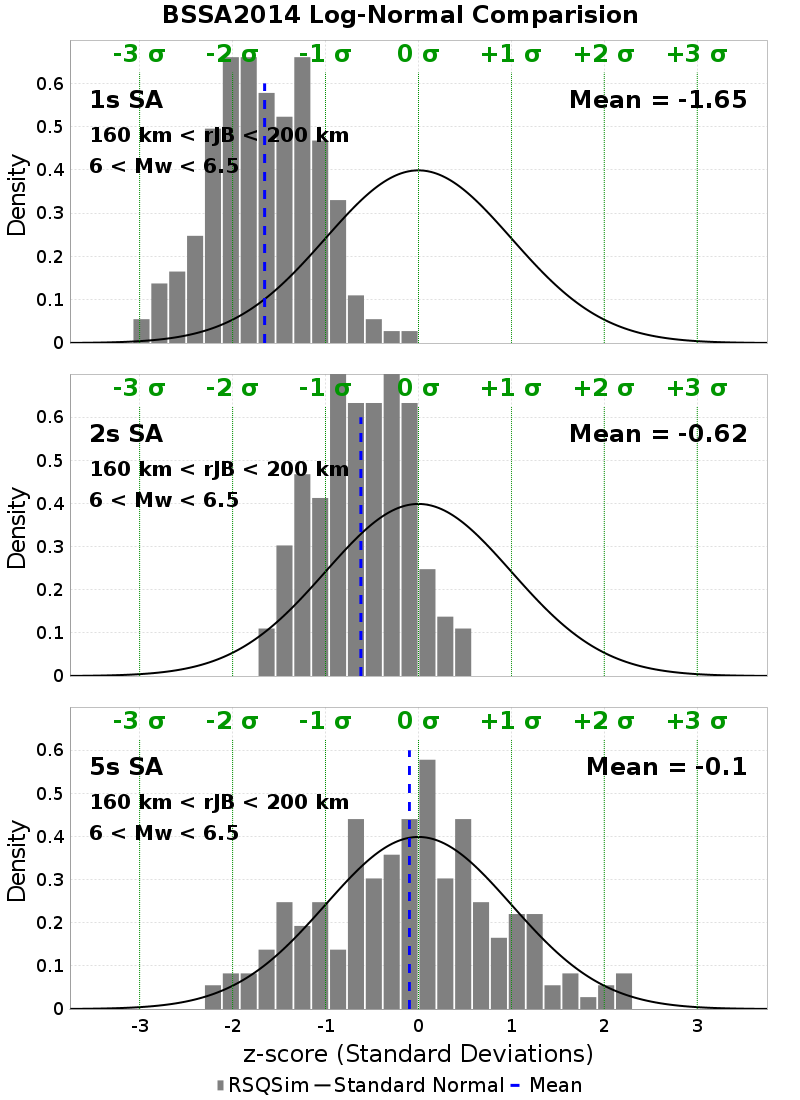 BSSA2014 Log-Normal Comparision
-3 σ -2 σ -1 σ 0 σ +1 σ +2 σ +3 σ
0.6
1s SA Mean = -1.65
0.5
160 km < rJB < 200 km
6 < Mw < 6.5
0.4
0.3
0.2
0.1
0
Density
-3 σ -2 σ -1 σ 0 σ +1 σ +2 σ +3 σ
0.6
2s SA Mean = -0.62
0.5
160 km < rJB < 200 km
6 < Mw < 6.5
0.4
0.3
0.2
0.1
0
Density
-3 σ -2 σ -1 σ 0 σ +1 σ +2 σ +3 σ
0.6
5s SA Mean = -0.1
0.5
160 km < rJB < 200 km
6 < Mw < 6.5
0.4
0.3
0.2
0.1
0
Density
-3 -2 -1 0 1 2 3
z-score (Standard Deviations)
RSQSim Standard Normal Mean